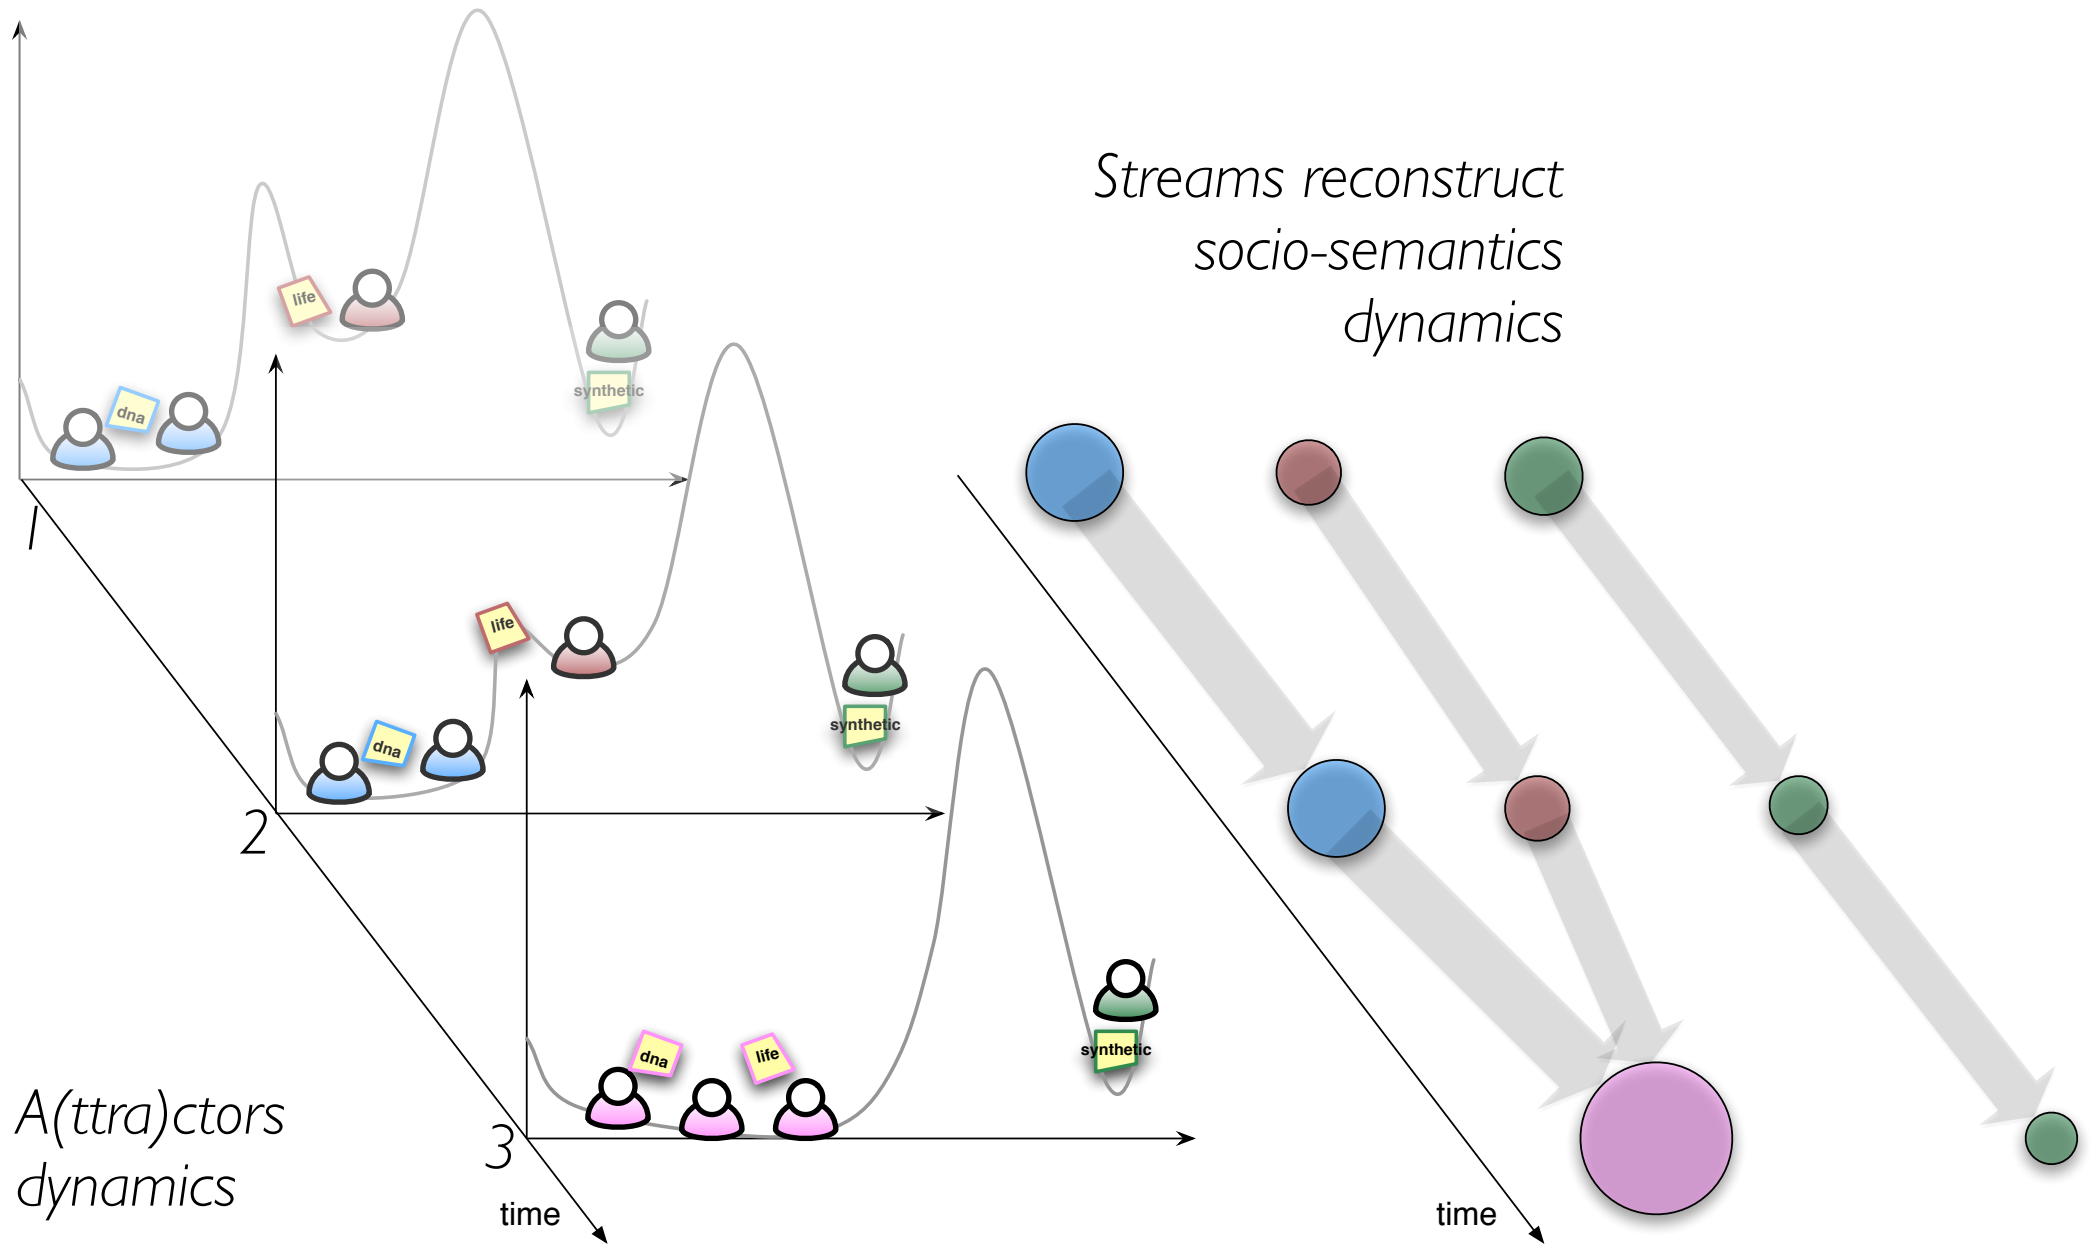 Streams reconstruct
socio-semantics
dynamics
life
dna
synthetic
1
life
dna
synthetic
2
dna
life
synthetic
3
A(ttra)ctors
dynamics
time
time